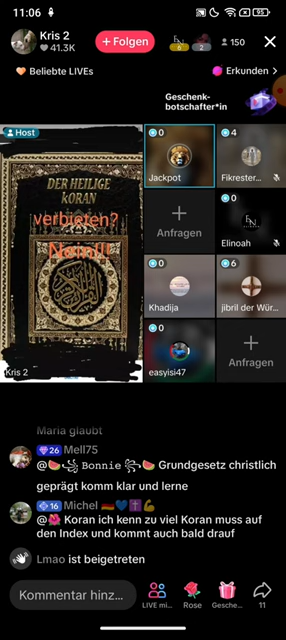 11:06
95
Kris 2
41.3K
+ Folgen
6
2
150
Beliebte LIVEs
Erkunden >
Geschenk-
botschafter*in
Host
DER HEILIGE
KORAN
verbieten?
Nein!!!
Kris 2
0
Jackpot
4
Fikrester...
Anfragen
0
Elinoah
0
Khadija
6
jibril der Wür...
0
easyisi47
Anfragen
Maria glaubt
26 Mell75
@🌺🍉꧁ Bonnie ꧂🍉 Grundgesetz christlich
geprägt komm klar und lerne
16 Michel 🇩🇪💙✝️💪
@🌺 Koran ich kenn zu viel Koran muss auf
den Index und kommt auch bald drauf
Lmao ist beigetreten
Kommentar hinz...
LIVE mi...
Rose
Gesche...
11